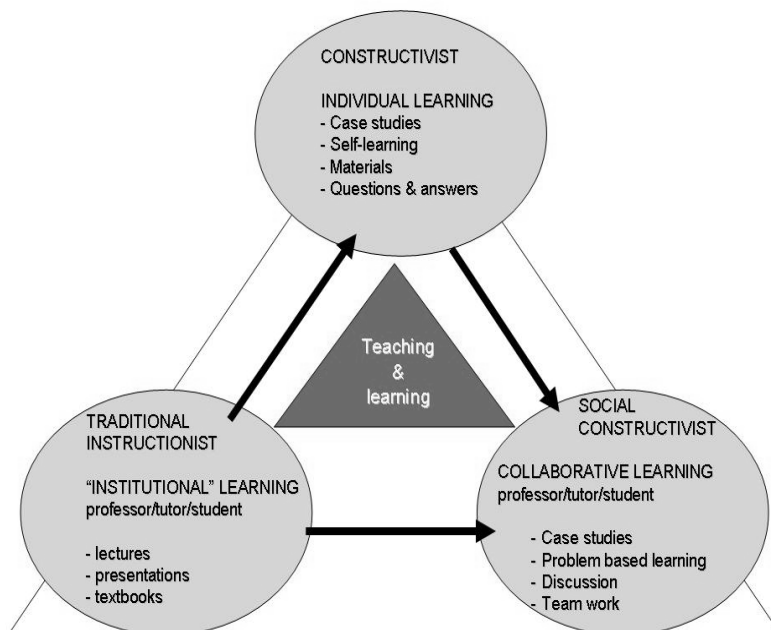 CONSTRUCTIVIST
INDIVIDUAL LEARNING
- Case studies
- Self-learning
- Materials
- Questions & answers
Teaching
&
learning
TRADITIONAL
INSTRUCTIONIST
“INSTITUTIONAL” LEARNING
professor/tutor/student
- lectures
- presentations
- textbooks
SOCIAL
CONSTRUCTIVIST
COLLABORATIVE LEARNING
professor/tutor/student
- Case studies
- Problem based learning
- Discussion
- Team work